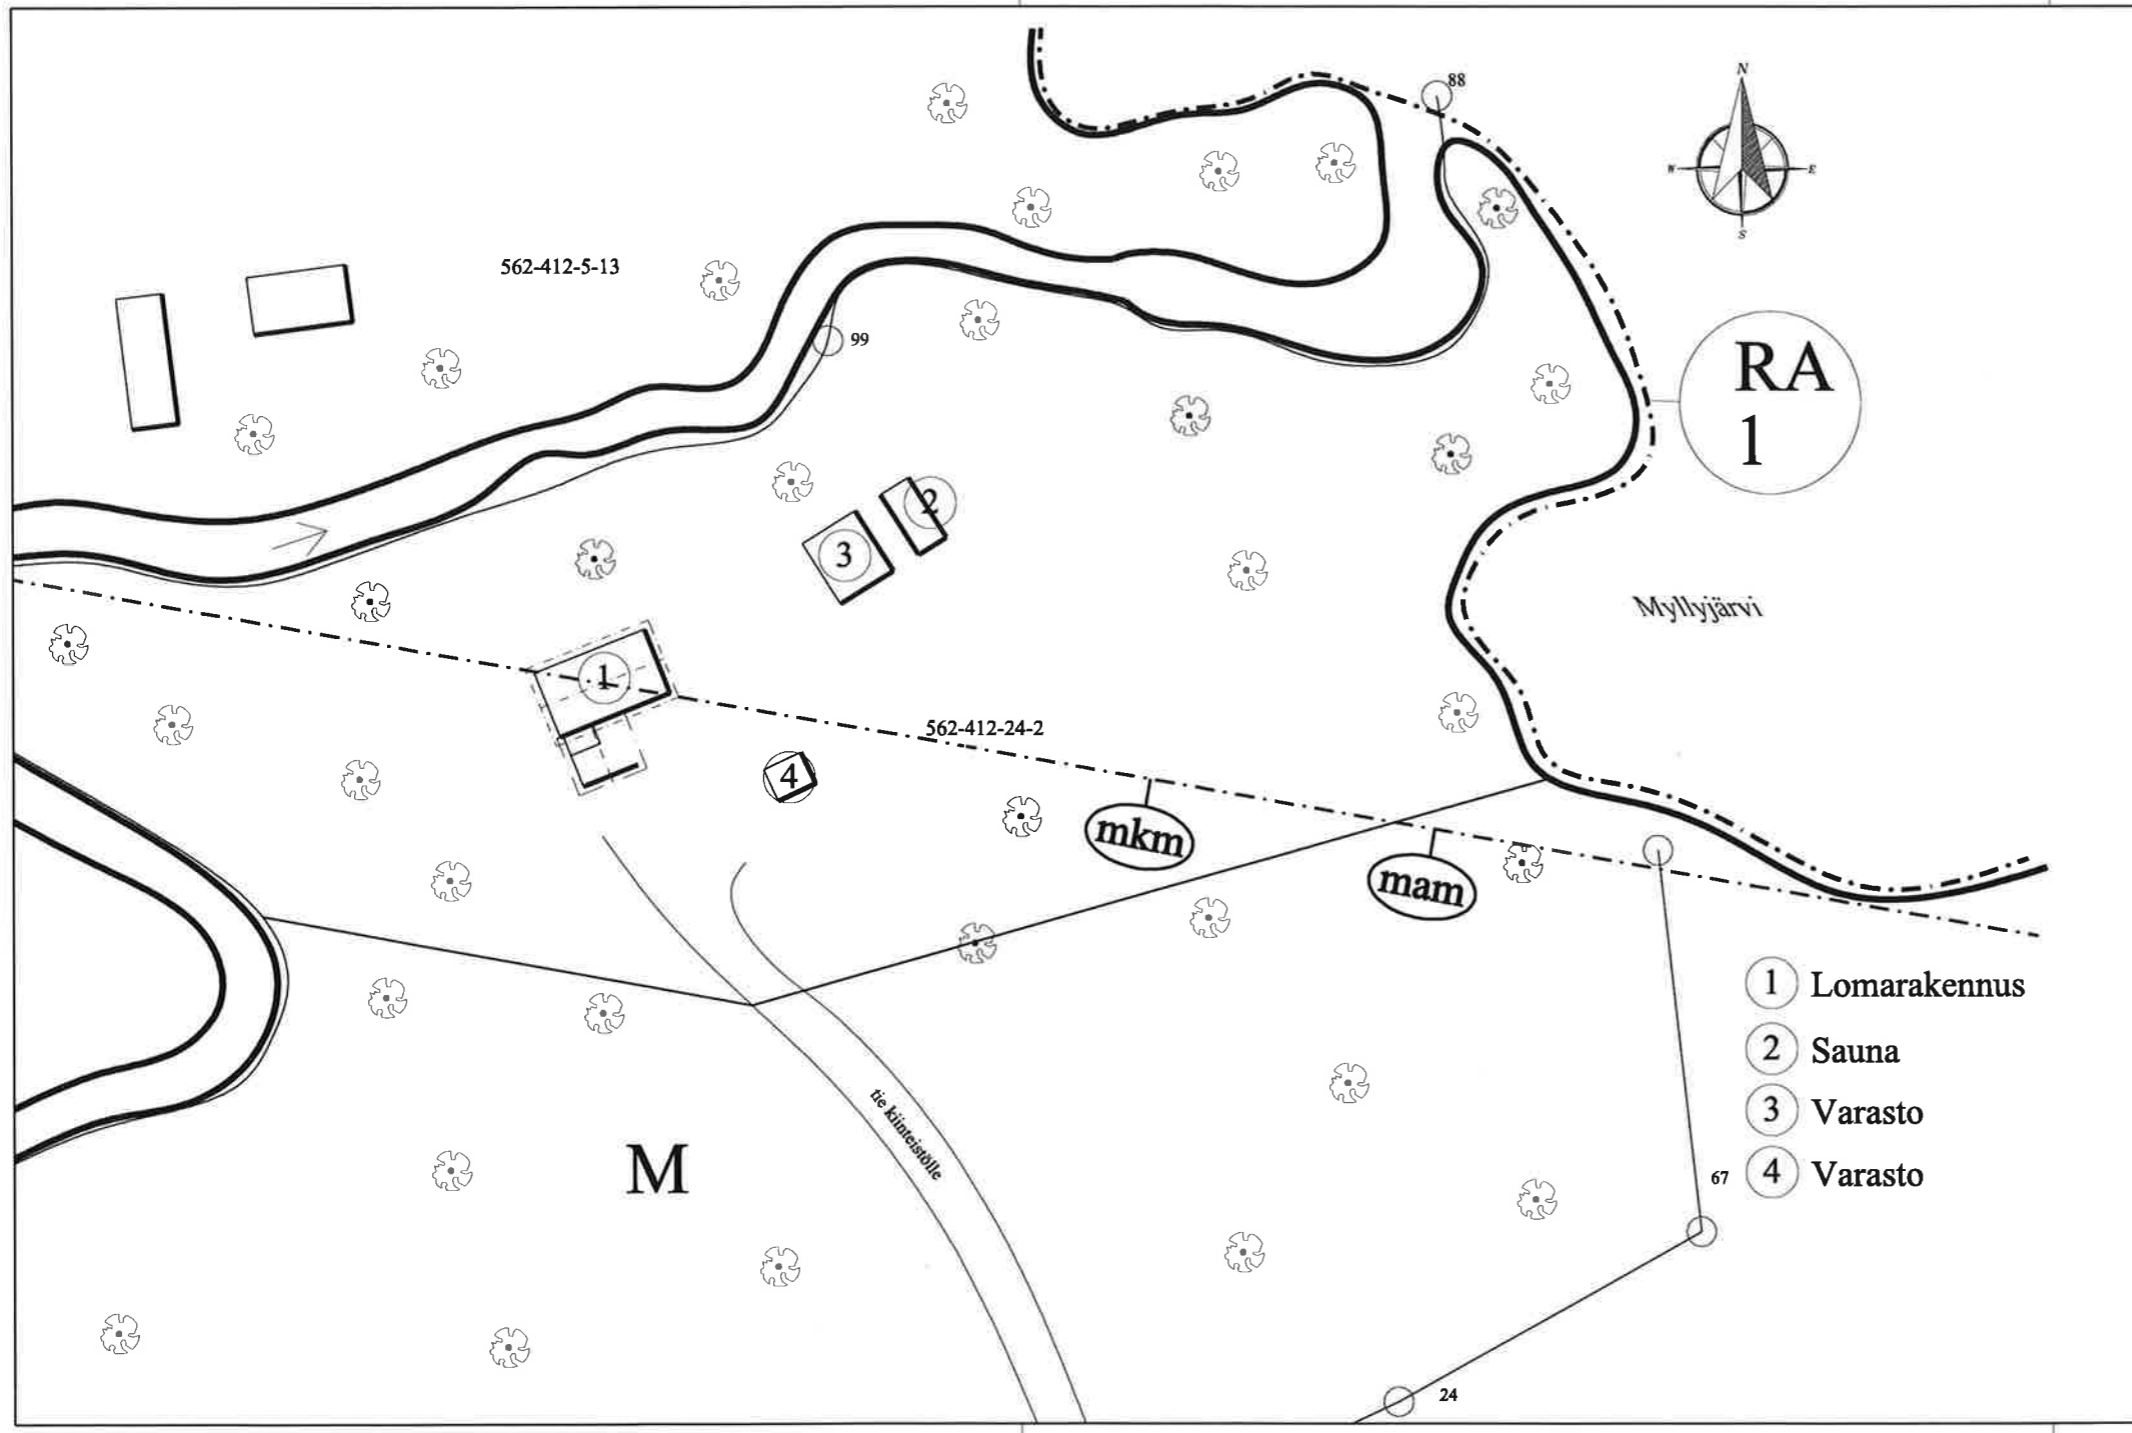 88
N
W
E
S
562-412-5-13
99
RA
1
2
3
Myllyjärvi
1
562-412-24-2
4
mkm
mam
1 Lomarakennus
2 Sauna
3 Varasto
67
4 Varasto
tie kiinteistölle
M
24